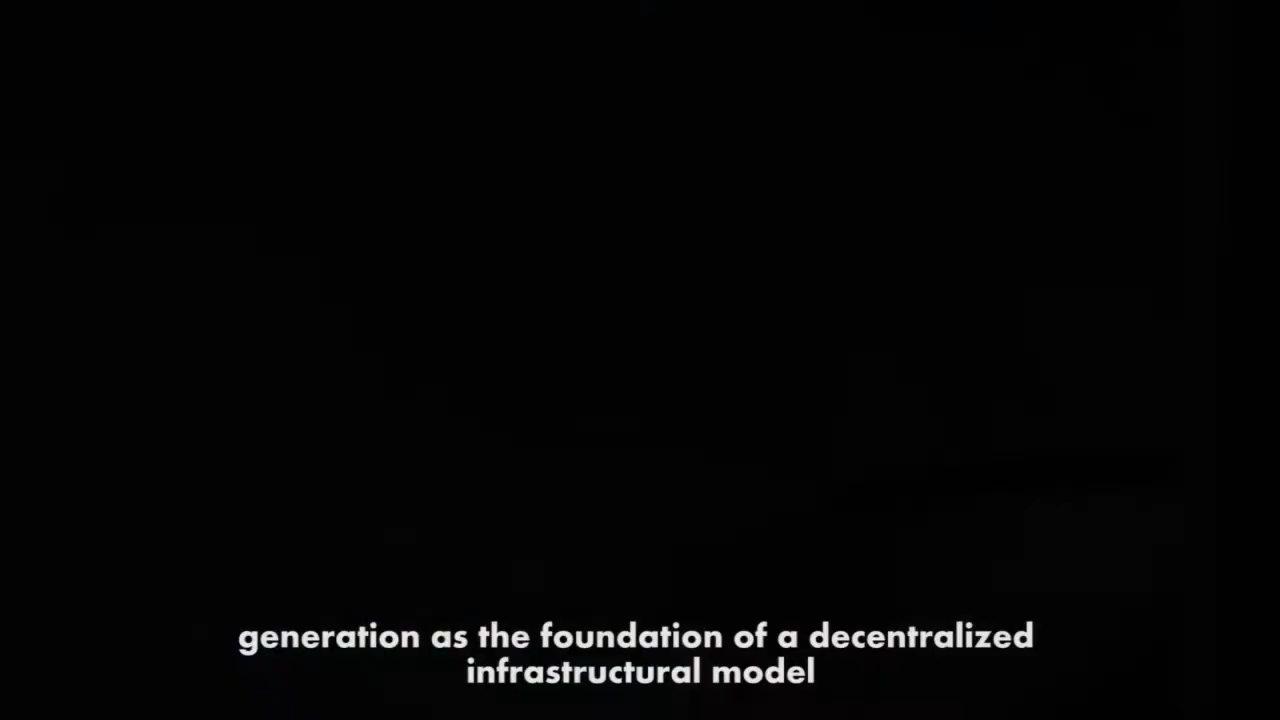 generation as the foundation of a decentralized
infrastructural model